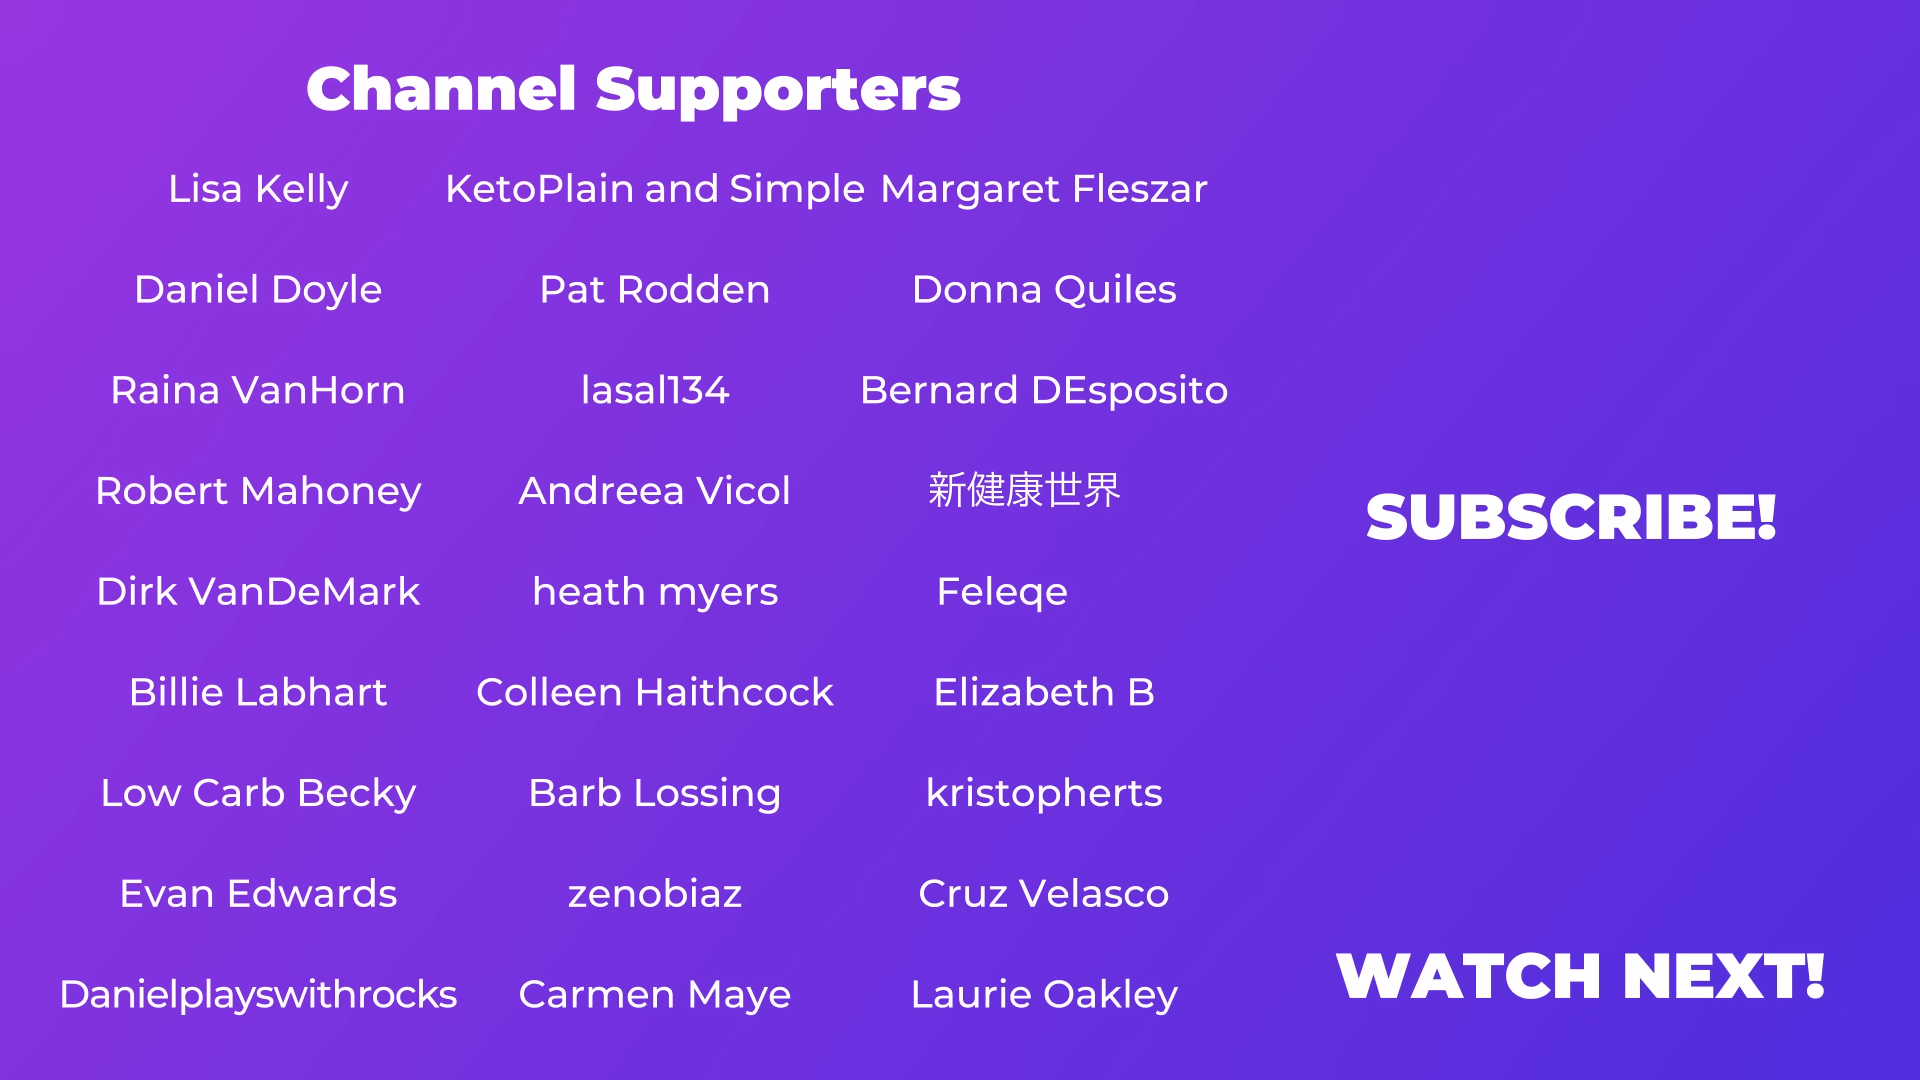 Channel Supporters
Lisa Kelly KetoPlain and Simple Margaret Fleszar
Daniel Doyle Pat Rodden Donna Quiles
Raina VanHorn lasal134 Bernard DEsposito
Robert Mahoney Andreea Vicol 新健康世界
SUBSCRIBE!
Dirk VanDeMark heath myers Feleqe
Billie Labhart Colleen Haithcock Elizabeth B
Low Carb Becky Barb Lossing kristopherts
Evan Edwards zenobiaz Cruz Velasco
Danielplayswithrocks Carmen Maye Laurie Oakley
WATCH NEXT!